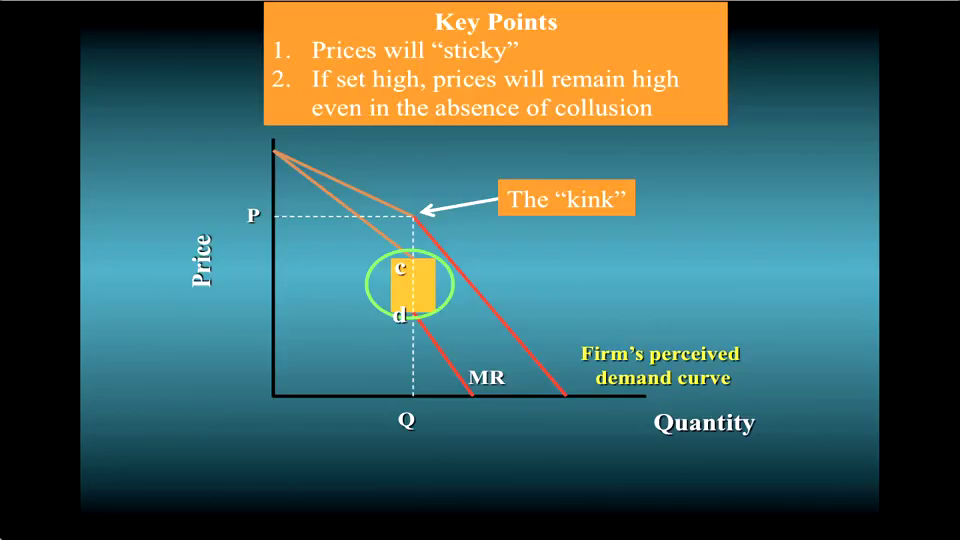 Key Points
1. Prices will “sticky”
2. If set high, prices will remain high
even in the absence of collusion
The “kink”
P
Price
c
d
Firm’s perceived
demand curve
MR
Q
Quantity